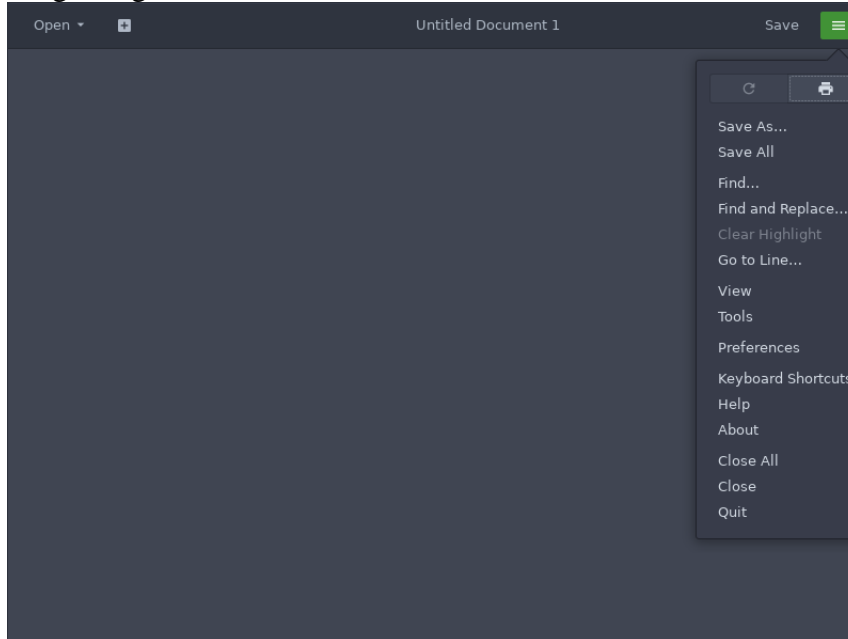 Open
Untitled Document 1
Save
Save As...
Save All
Find...
Find and Replace...
Clear Highlight
Go to Line...
View
Tools
Preferences
Keyboard Shortcuts
Help
About
Close All
Close
Quit